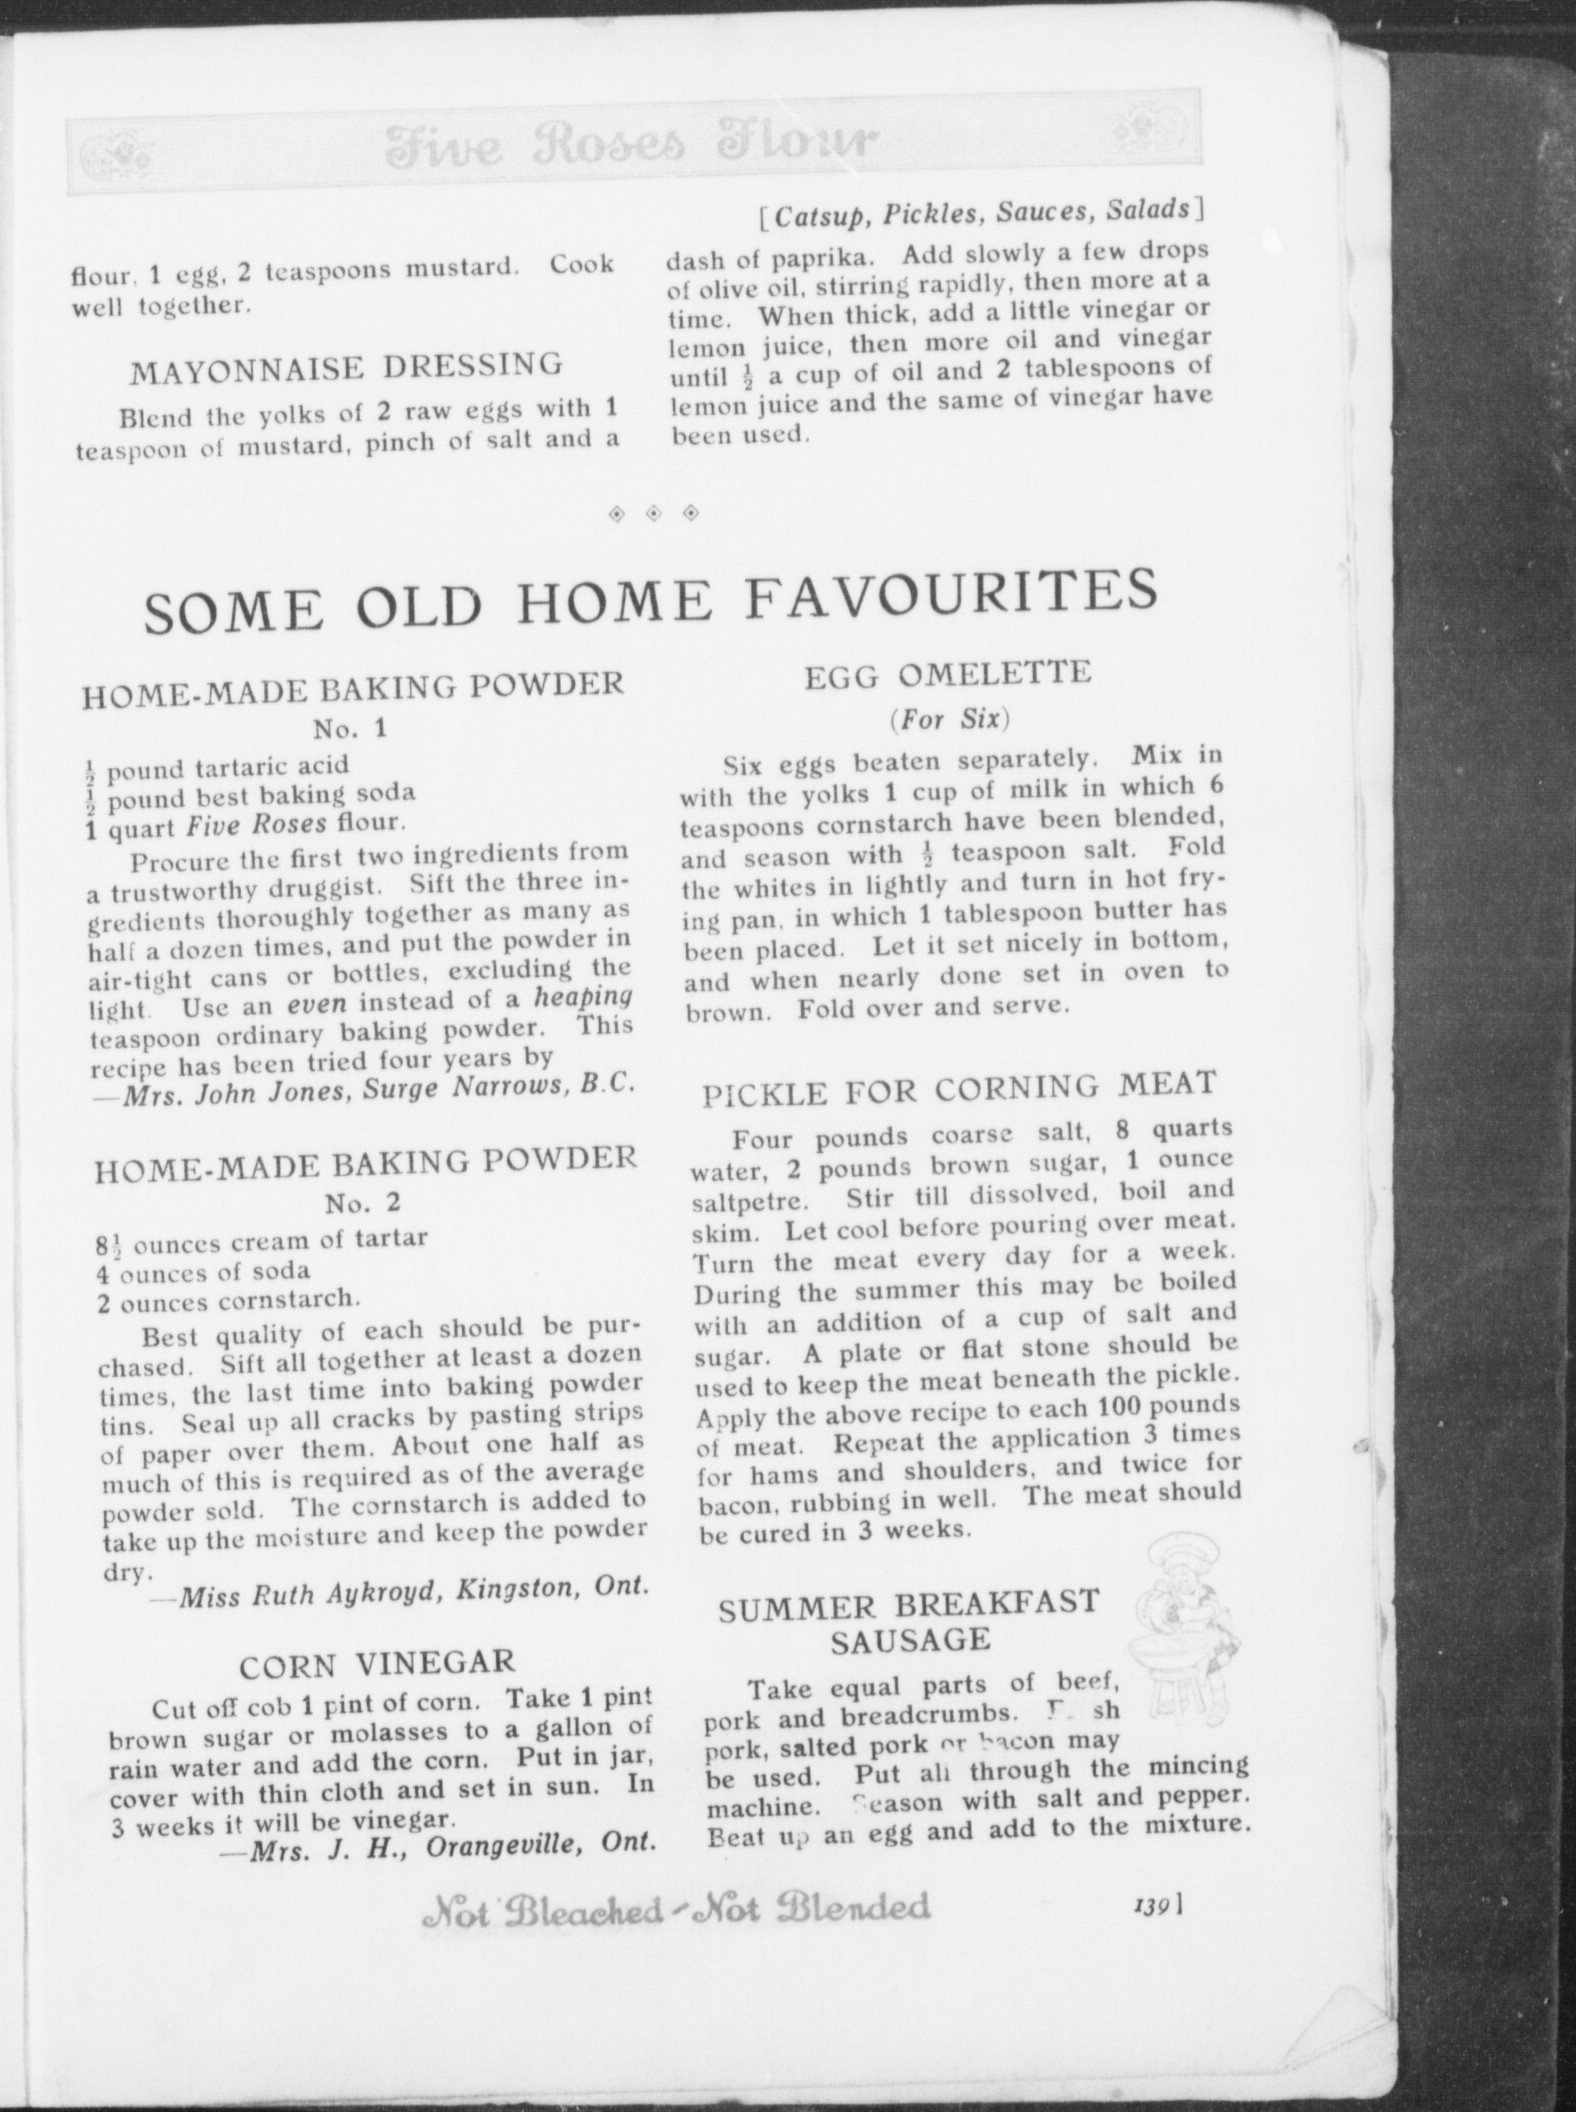 Five Roses Flour
[Catsup, Pickles, Sauces, Salads]
flour, 1 egg, 2 teaspoons mustard. Cook
well together.
MAYONNAISE DRESSING
Blend the yolks of 2 raw eggs with 1
teaspoon of mustard, pinch of salt and a
dash of paprika. Add slowly a few drops
of olive oil, stirring rapidly, then more at a
time. When thick, add a little vinegar or
lemon juice, then more oil and vinegar
until ½ a cup of oil and 2 tablespoons of
lemon juice and the same of vinegar have
been used.
SOME OLD HOME FAVOURITES
HOME-MADE BAKING POWDER
No. 1
½ pound tartaric acid
½ pound best baking soda
1 quart Five Roses flour.
Procure the first two ingredients from
a trustworthy druggist. Sift the three in-
gredients thoroughly together as many as
half a dozen times, and put the powder in
air-tight cans or bottles, excluding the
light. Use an even instead of a heaping
teaspoon ordinary baking powder. This
recipe has been tried four years by
—Mrs. John Jones, Surge Narrows, B.C.
HOME-MADE BAKING POWDER
No. 2
8½ ounces cream of tartar
4 ounces of soda
2 ounces cornstarch.
Best quality of each should be pur-
chased. Sift all together at least a dozen
times, the last time into baking powder
tins. Seal up all cracks by pasting strips
of paper over them. About one half as
much of this is required as of the average
powder sold. The cornstarch is added to
take up the moisture and keep the powder
dry.
—Miss Ruth Aykroyd, Kingston, Ont.
CORN VINEGAR
Cut off cob 1 pint of corn. Take 1 pint
brown sugar or molasses to a gallon of
rain water and add the corn. Put in jar,
cover with thin cloth and set in sun. In
3 weeks it will be vinegar.
—Mrs. J. H., Orangeville, Ont.
EGG OMELETTE
(For Six)
Six eggs beaten separately. Mix in
with the yolks 1 cup of milk in which 6
teaspoons cornstarch have been blended,
and season with ½ teaspoon salt. Fold
the whites in lightly and turn in hot fry-
ing pan, in which 1 tablespoon butter has
been placed. Let it set nicely in bottom,
and when nearly done set in oven to
brown. Fold over and serve.
PICKLE FOR CORNING MEAT
Four pounds coarse salt, 8 quarts
water, 2 pounds brown sugar, 1 ounce
saltpetre. Stir till dissolved, boil and
skim. Let cool before pouring over meat.
Turn the meat every day for a week.
During the summer this may be boiled
with an addition of a cup of salt and
sugar. A plate or flat stone should be
used to keep the meat beneath the pickle.
Apply the above recipe to each 100 pounds
of meat. Repeat the application 3 times
for hams and shoulders, and twice for
bacon, rubbing in well. The meat should
be cured in 3 weeks.
SUMMER BREAKFAST
SAUSAGE
Take equal parts of beef,
pork and breadcrumbs.
pork, salted pork or bacon may
be used. Put all through the mincing
machine. Season with salt and pepper.
Beat up an egg and add to the mixture.
Not Bleached - Not Blended
139]